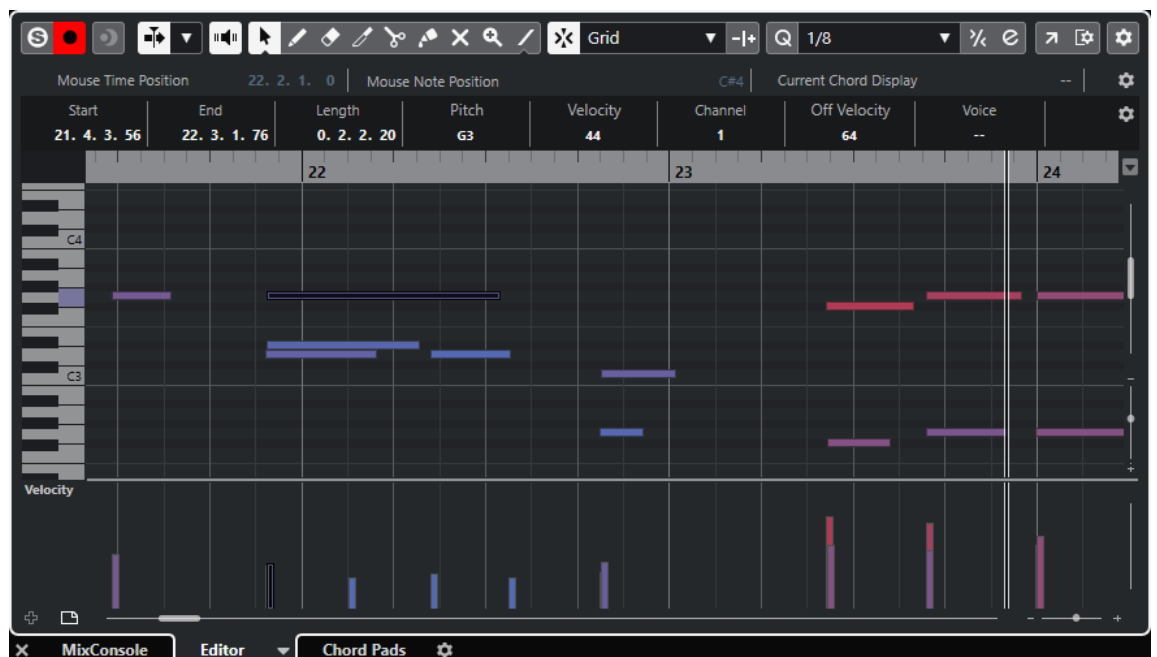 S Grid Q 1/8
Mouse Time Position 22. 2. 1. 0 Mouse Note Position C#4 Current Chord Display --
Start End Length Pitch Velocity Channel Off Velocity Voice
21. 4. 3. 56 22. 3. 1. 76 0. 2. 2. 20 G3 44 1 64 --
22 23 24
C4
C3
Velocity
MixConsole Editor Chord Pads